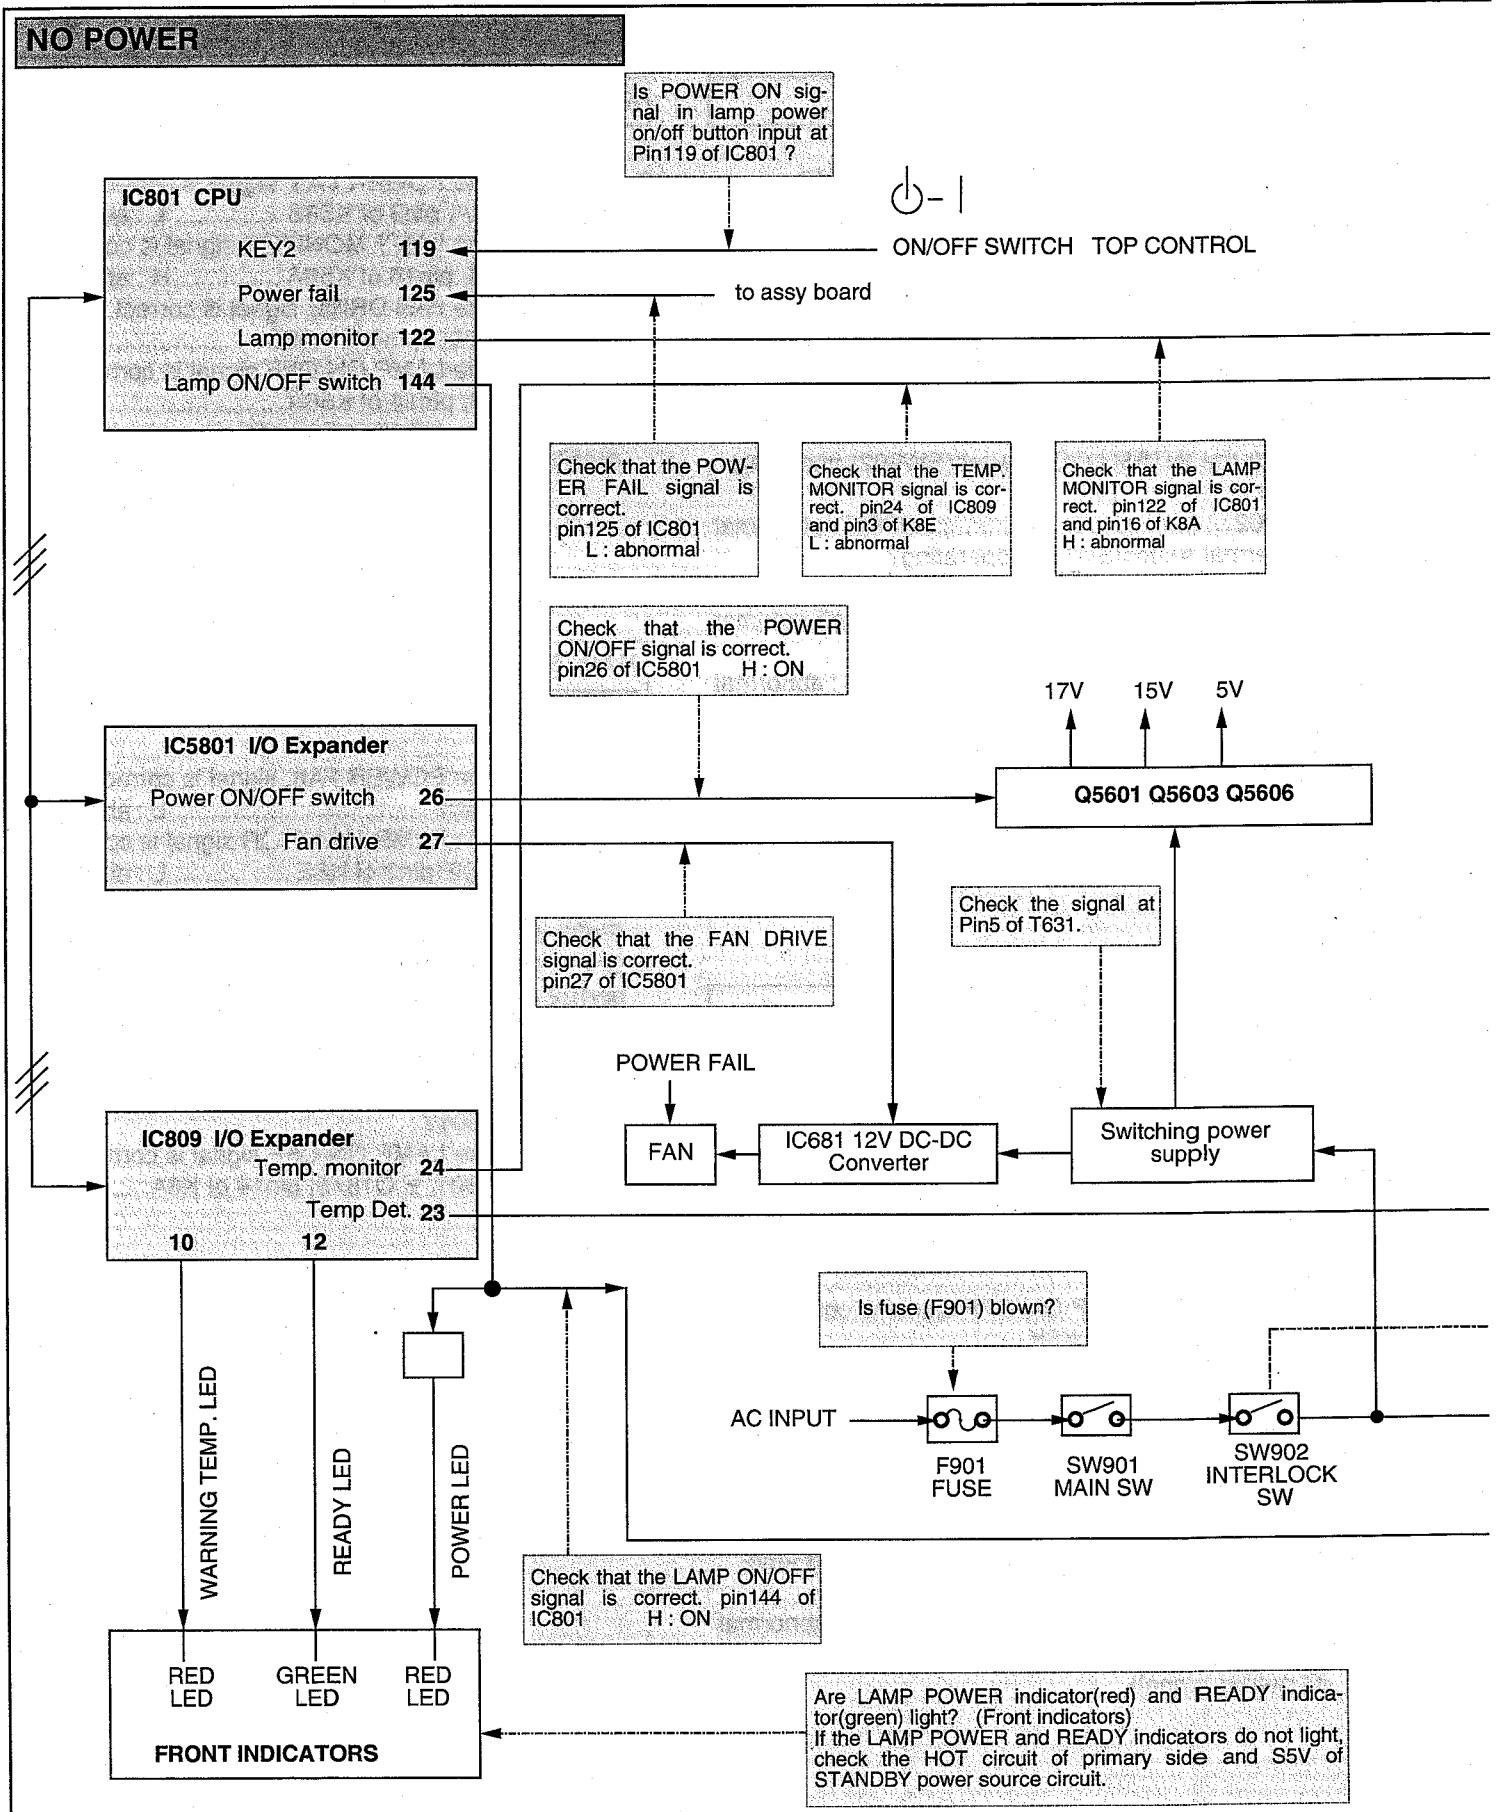 NO POWER
Is POWER ON sig-
nal in lamp power
on/off button input at
Pin119 of IC801 ?
IC801 CPU
KEY2 119
ON/OFF SWITCH TOP CONTROL
Power fail 125
to assy board
Lamp monitor 122
Lamp ON/OFF switch 144
Check that the POW-
ER FAIL signal is
correct.
pin125 of IC801
L : abnormal
Check that the TEMP.
MONITOR signal is cor-
rect. pin24 of IC809
and pin3 of K8E
L : abnormal
Check that the LAMP
MONITOR signal is cor-
rect. pin122 of IC801
and pin16 of K8A
H : abnormal
Check that the POWER
ON/OFF signal is correct.
pin26 of IC5801 H : ON
17V 15V 5V
IC5801 I/O Expander
Power ON/OFF switch 26
Fan drive 27
Q5601 Q5603 Q5606
Check the signal at
Pin5 of T631.
Check that the FAN DRIVE
signal is correct.
pin27 of IC5801
POWER FAIL
FAN
IC681 12V DC-DC
Converter
Switching power
supply
IC809 I/O Expander
Temp. monitor 24
Temp Det. 23
10 12
Is fuse (F901) blown?
AC INPUT
F901
FUSE
SW901
MAIN SW
SW902
INTERLOCK
SW
WARNING TEMP. LED
READY LED
POWER LED
Check that the LAMP ON/OFF
signal is correct. pin144 of
IC801 H : ON
RED
LED
GREEN
LED
RED
LED
FRONT INDICATORS
Are LAMP POWER indicator(red) and READY indica-
tor(green) light? (Front indicators)
If the LAMP POWER and READY indicators do not light,
check the HOT circuit of primary side and S5V of
STANDBY power source circuit.